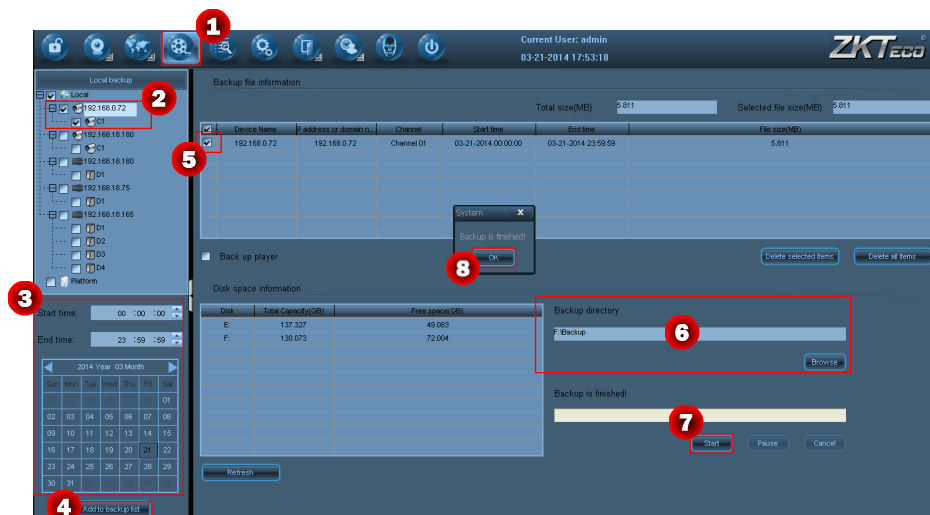 1
Current User: admin
03-21-2014 17:53:18
ZKTeco
Local backup
Local
192.168.0.72
2
C1
192.168.18.180
C1
192.168.18.180
D1
192.168.18.75
D1
192.168.18.165
D1
D2
D3
D4
Platform
3
Start time: 00 :00 :00
End time: 23 :59 :59
2014 Year 03 Month
Sun Mon Tue Wed Thu Fri Sat
01
02 03 04 05 06 07 08
09 10 11 12 13 14 15
16 17 18 19 20 21 22
23 24 25 26 27 28 29
30 31
4
Add to backup list
Backup file information
Total size(MB) 5.811 Selected file size(MB) 5.811
Device Name P address or domain n... Channel Start time End time File size(MB)
192.168.0.72 192.168.0.72 Channel 01 03-21-2014 00:00:00 03-21-2014 23:59:59 5.811
5
System X
Backup is finished!
OK
8
Back up player
Delete selected items Delete all items
Disk space information
Disk Total Capacity(GB) Free space(GB)
E: 137.327 49.083
F: 130.073 72.004
Refresh
Backup directory
F:\Backup
6
Browse
Backup is finished!
7
Start Pause Cancel